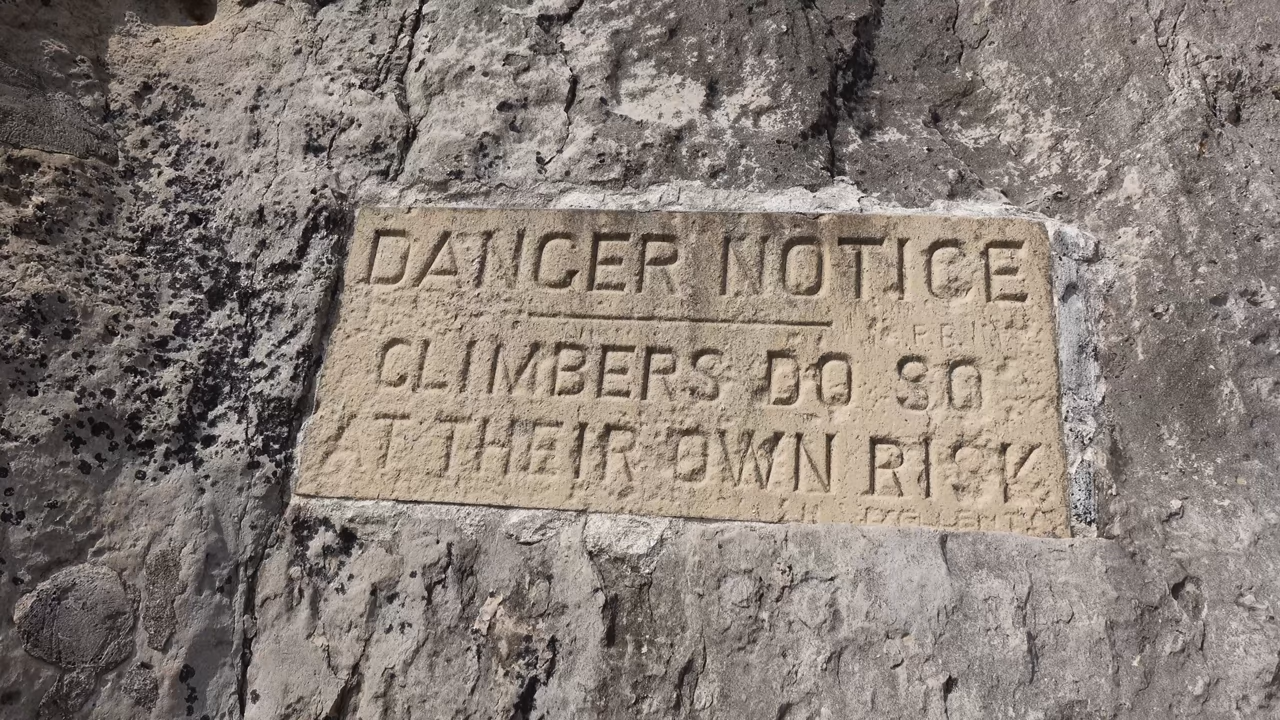 DANGER NOTICE
CLIMBERS DO SO
AT THEIR OWN RISK